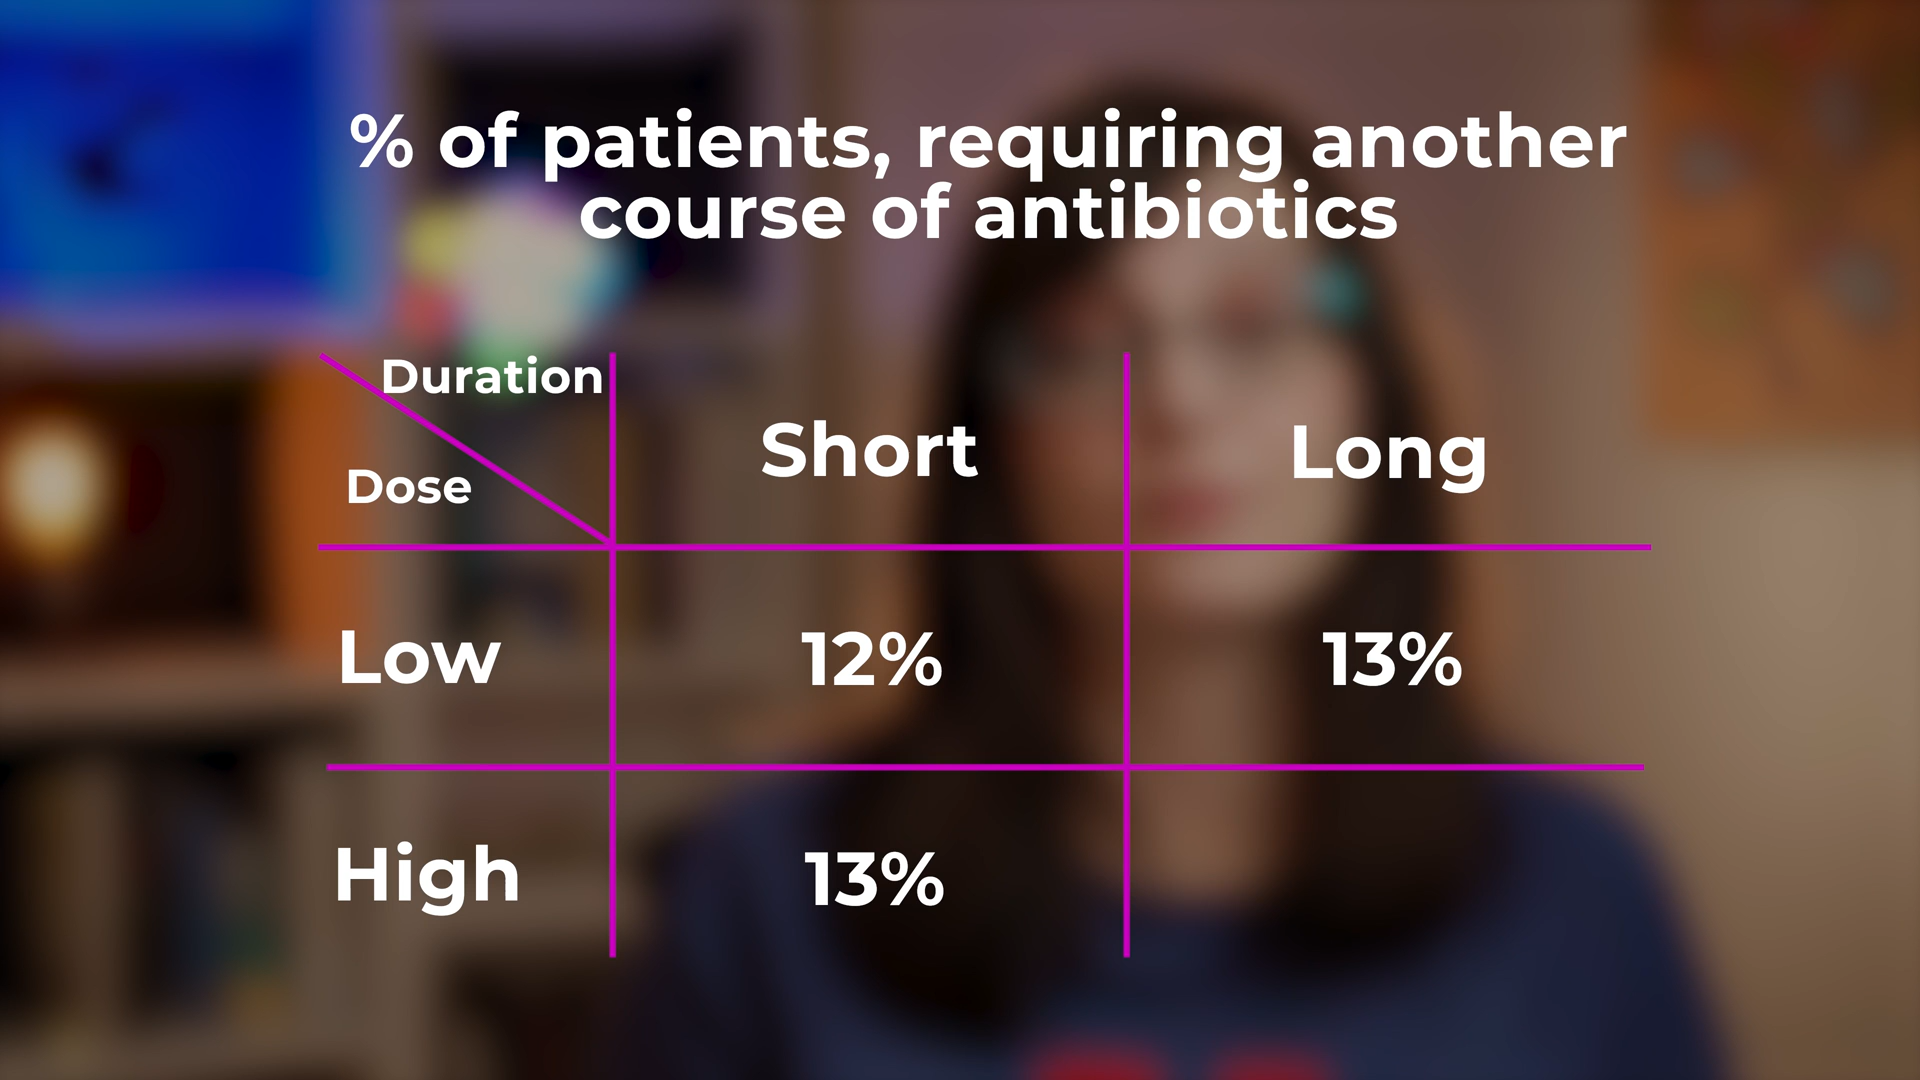 % of patients, requiring another
course of antibiotics
Duration
Dose
Short
Long
Low
12%
13%
High
13%